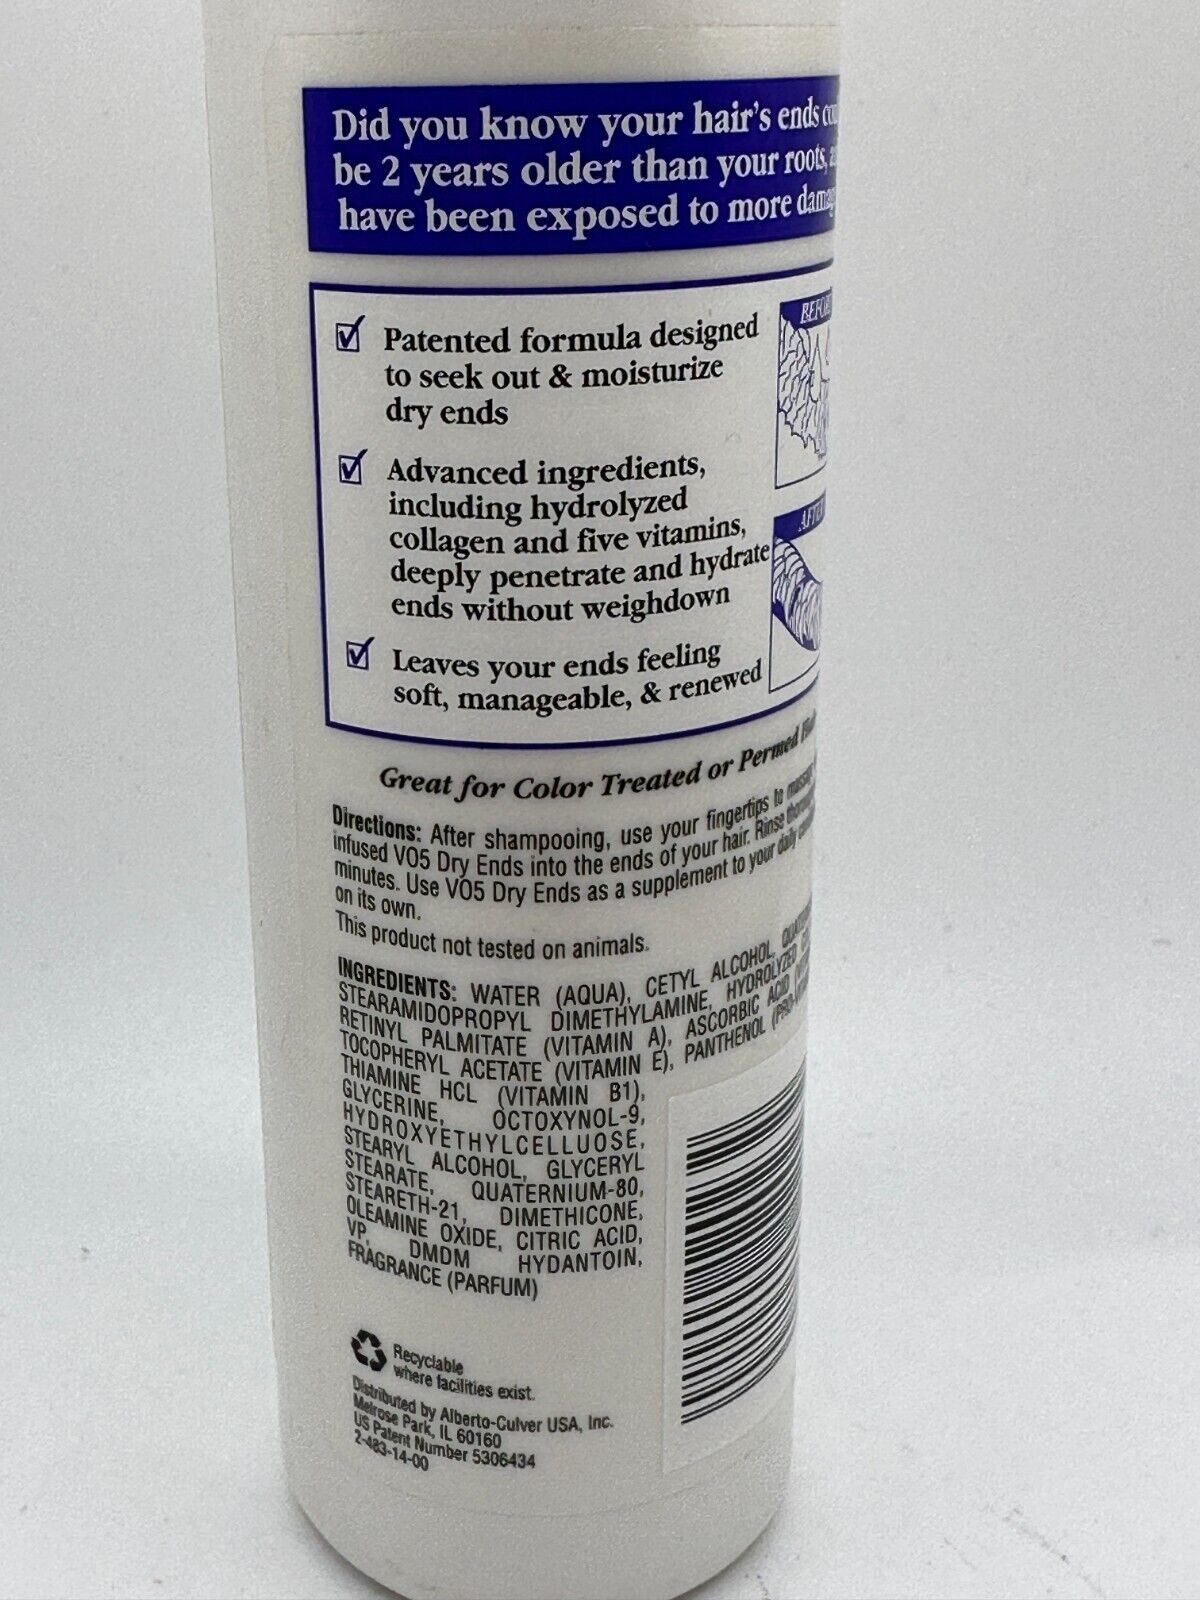 Did you know your hair's ends
be 2 years older than your roots,
have been exposed to more
BEFORE
Patented formula designed
to seek out & moisturize
dry ends
AFTER
Advanced ingredients,
including hydrolyzed
collagen and five vitamins,
deeply penetrate and hydrate
ends without weighdown
Leaves your ends feeling
soft, manageable, & renewed
Great for Color Treated or Permed
Directions: After shampooing, use your fingertips to massage
infused VO5 Dry Ends into the ends of your hair. Rinse
minutes. Use VO5 Dry Ends as a supplement to your daily
on its own.
This product not tested on animals.
INGREDIENTS: WATER (AQUA), CETYL ALCOHOL,
STEARAMIDOPROPYL DIMETHYLAMINE, HYDROLYZED
RETINYL PALMITATE (VITAMIN A), ASCORBIC ACID
TOCOPHERYL ACETATE (VITAMIN E), PANTHENOL
THIAMINE HCL (VITAMIN B1),
GLYCERINE, OCTOXYNOL-9,
HYDROXYETHYLCELLUOSE,
STEARYL ALCOHOL, GLYCERYL
STEARATE, QUATERNIUM-80,
STEARETH-21, DIMETHICONE,
OLEAMINE OXIDE, CITRIC ACID,
VP, DMDM HYDANTOIN,
FRAGRANCE (PARFUM)
Recyclable
where facilities exist.
Distributed by Alberto-Culver USA, Inc.
Melrose Park, IL 60160
US Patent Number 5306434
2-483-14-00